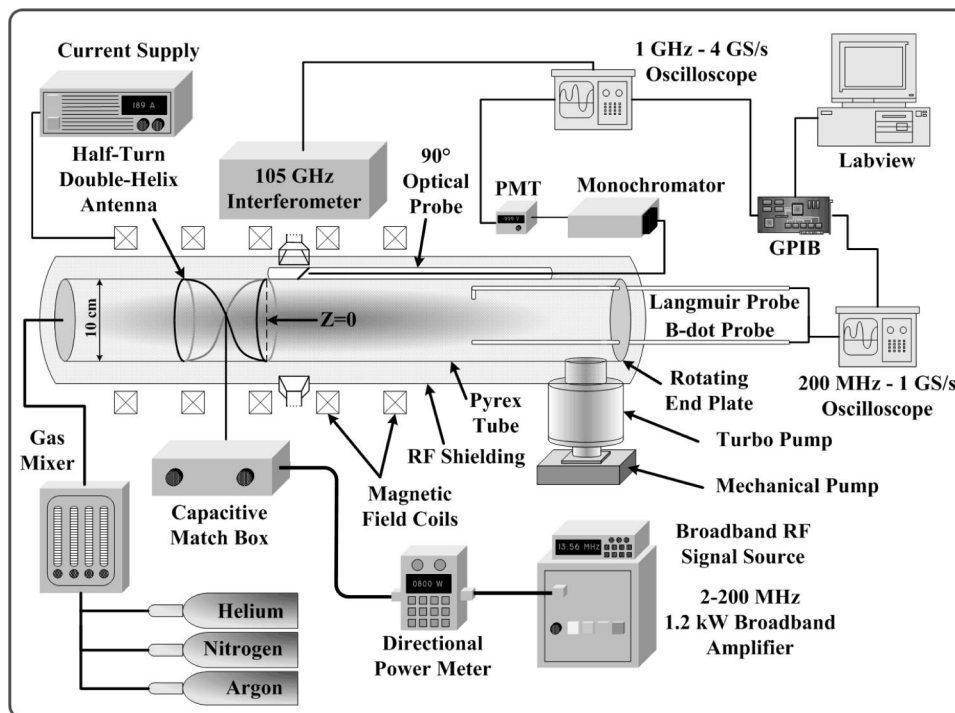 Current Supply
189 A
1 GHz - 4 GS/s
Oscilloscope
Half-Turn
Double-Helix
Antenna
105 GHz
Interferometer
90°
Optical
Probe
PMT
999 V
Monochromator
Labview
GPIB
10 cm
Z=0
Langmuir Probe
B-dot Probe
200 MHz - 1 GS/s
Oscilloscope
Gas
Mixer
Pyrex
Tube
RF Shielding
Rotating
End Plate
Turbo Pump
Mechanical Pump
Magnetic
Field Coils
Capacitive
Match Box
Broadband RF
Signal Source
13.56 MHz
0800 W
2-200 MHz
1.2 kW Broadband
Amplifier
Directional
Power Meter
Helium
Nitrogen
Argon